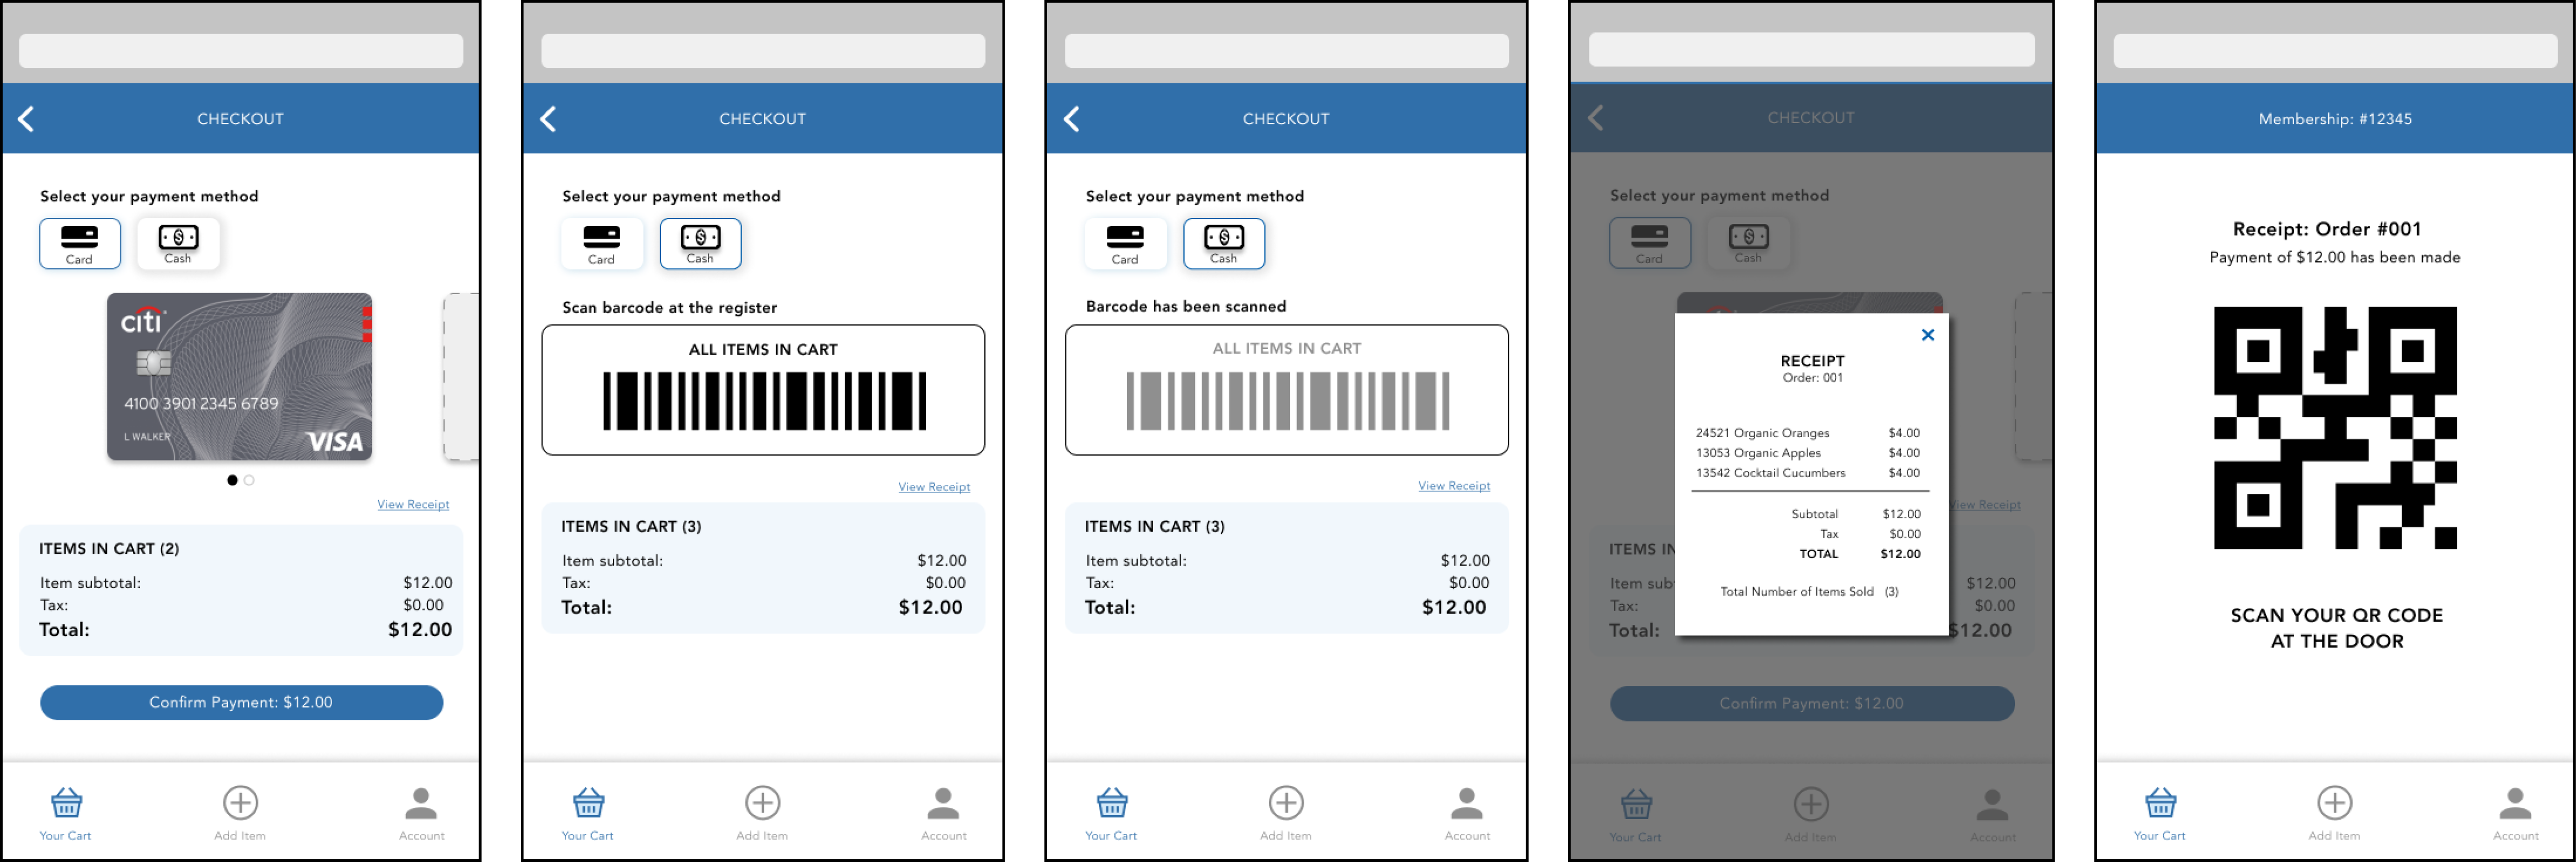 CHECKOUT
Select your payment method
Card
Cash
citi
4100 3901 2345 6789
L WALKER
VISA
View Receipt
ITEMS IN CART (2)
Item subtotal: $12.00
Tax: $0.00
Total: $12.00
Confirm Payment: $12.00
Your Cart
Add Item
Account
CHECKOUT
Select your payment method
Card
Cash
Scan barcode at the register
ALL ITEMS IN CART
View Receipt
ITEMS IN CART (3)
Item subtotal: $12.00
Tax: $0.00
Total: $12.00
Your Cart
Add Item
Account
CHECKOUT
Select your payment method
Card
Cash
Barcode has been scanned
ALL ITEMS IN CART
View Receipt
ITEMS IN CART (3)
Item subtotal: $12.00
Tax: $0.00
Total: $12.00
Your Cart
Add Item
Account
CHECKOUT
Select your payment method
Card
Cash
RECEIPT
Order: 001
24521 Organic Oranges $4.00
13053 Organic Apples $4.00
13542 Cocktail Cucumbers $4.00
Subtotal $12.00
Tax $0.00
TOTAL $12.00
Total Number of Items Sold (3)
View Receipt
ITEMS IN
Item sub $12.00
Tax: $0.00
Total: $12.00
Confirm Payment: $12.00
Your Cart
Add Item
Account
Membership: #12345
Receipt: Order #001
Payment of $12.00 has been made
SCAN YOUR QR CODE
AT THE DOOR
Your Cart
Add Item
Account